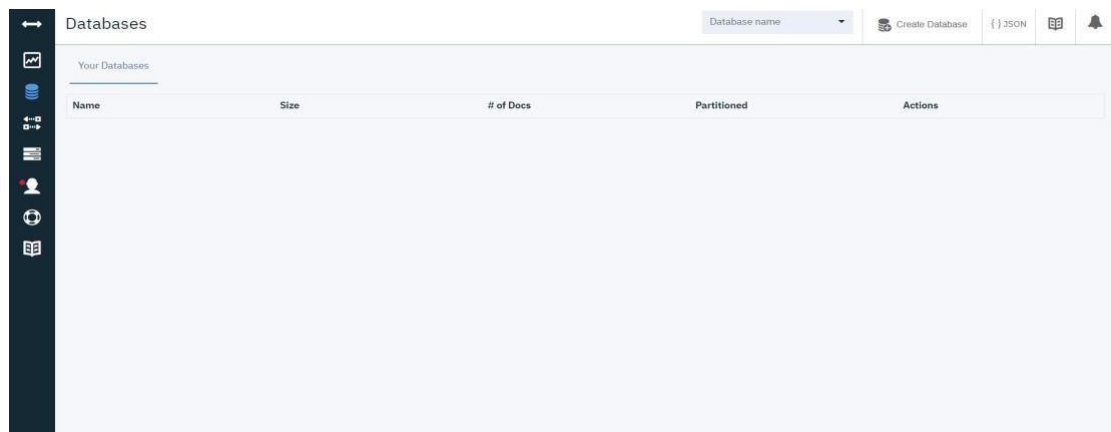 Databases
Database name
Create Database
{ } JSON
Your Databases
Name Size # of Docs Partitioned Actions